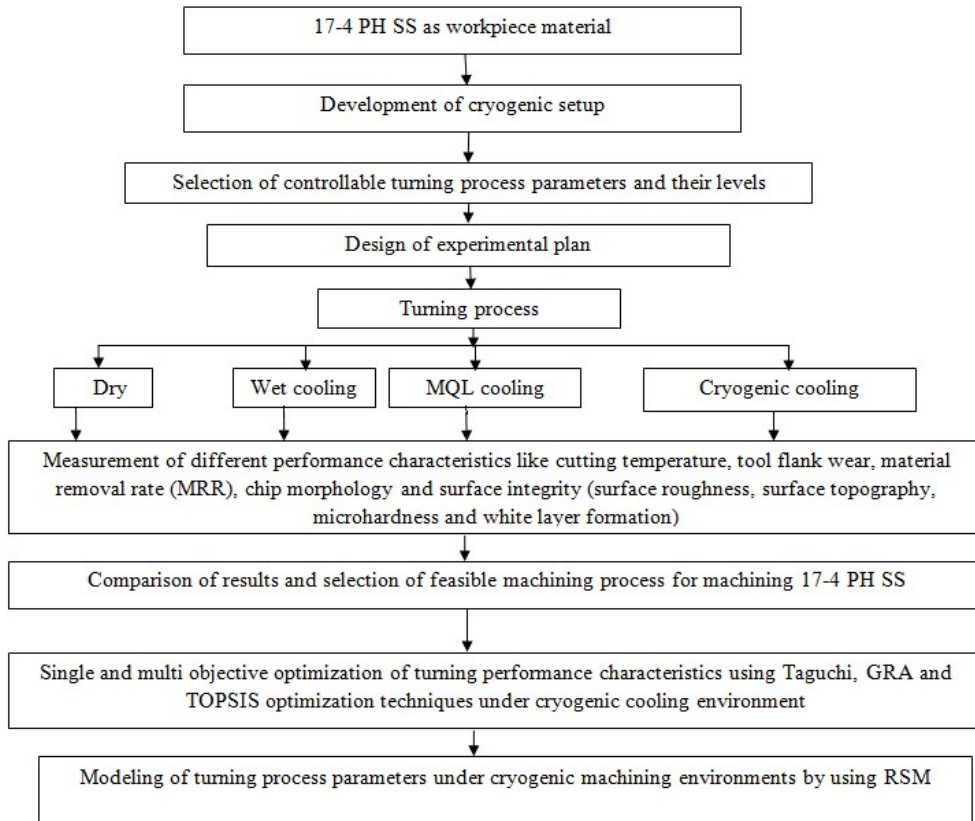 17-4 PH SS as workpiece material
Development of cryogenic setup
Selection of controllable turning process parameters and their levels
Design of experimental plan
Turning process
Dry
Wet cooling
MQL cooling
Cryogenic cooling
Measurement of different performance characteristics like cutting temperature, tool flank wear, material
removal rate (MRR), chip morphology and surface integrity (surface roughness, surface topography,
microhardness and white layer formation)
Comparison of results and selection of feasible machining process for machining 17-4 PH SS
Single and multi objective optimization of turning performance characteristics using Taguchi, GRA and
TOPSIS optimization techniques under cryogenic cooling environment
Modeling of turning process parameters under cryogenic machining environments by using RSM